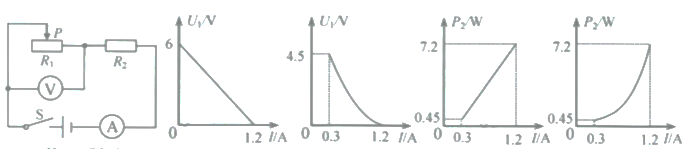 P
R₁
R₂
V
S
A
U₁/V
6
0
1.2 I/A
U₁/V
4.5
0
0.3
1.2 I/A
P₂/W
7.2
0.45
0
0.3
1.2 I/A
P₂/W
7.2
0.45
0
0.3
1.2 I/A